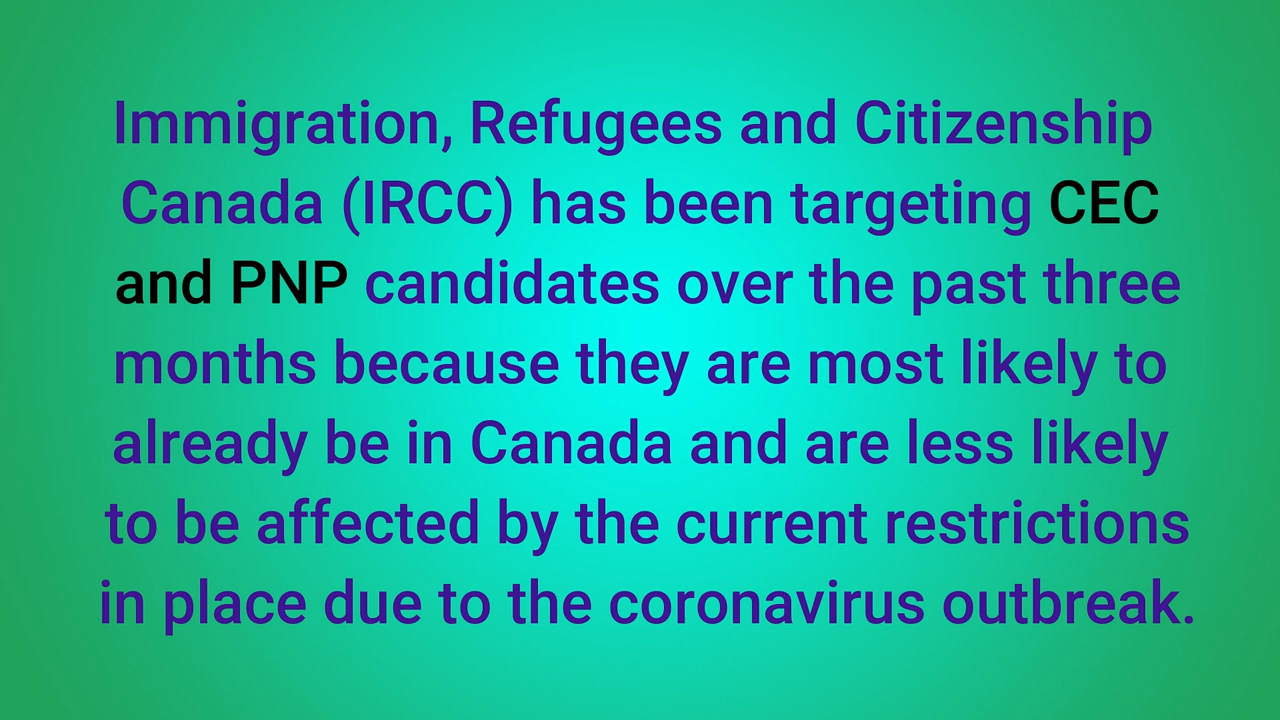 Immigration, Refugees and Citizenship
Canada (IRCC) has been targeting CEC
and PNP candidates over the past three
months because they are most likely to
already be in Canada and are less likely
to be affected by the current restrictions
in place due to the coronavirus outbreak.